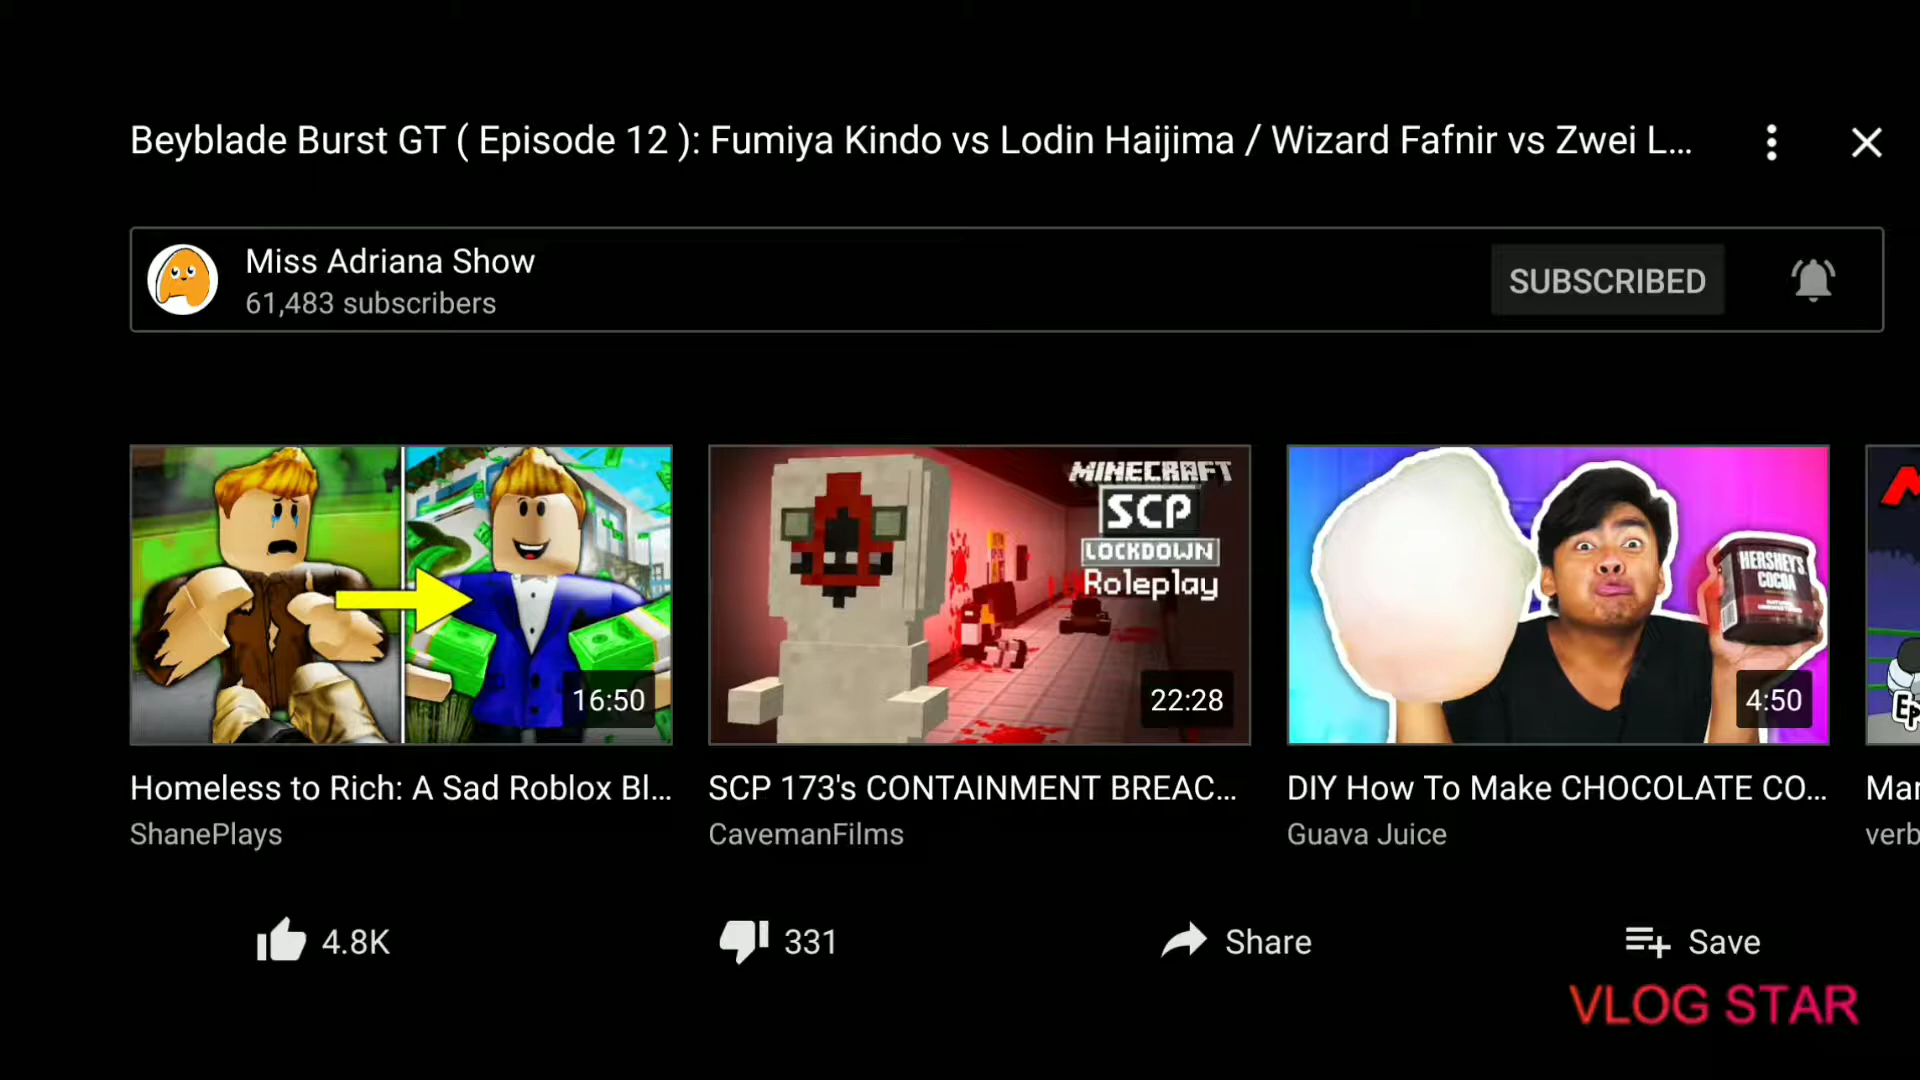 Beyblade Burst GT ( Episode 12 ): Fumiya Kindo vs Lodin Haijima / Wizard Fafnir vs Zwei L...
Miss Adriana Show
61,483 subscribers
SUBSCRIBED
16:50
MINECRAFT
SCP
LOCKDOWN
Roleplay
22:28
HERSHEY'S
COCOA
4:50
Ep
Homeless to Rich: A Sad Roblox Bl...
SCP 173's CONTAINMENT BREAC...
DIY How To Make CHOCOLATE CO...
Mar
ShanePlays
CavemanFilms
Guava Juice
verb
4.8K
331
Share
Save
VLOG STAR